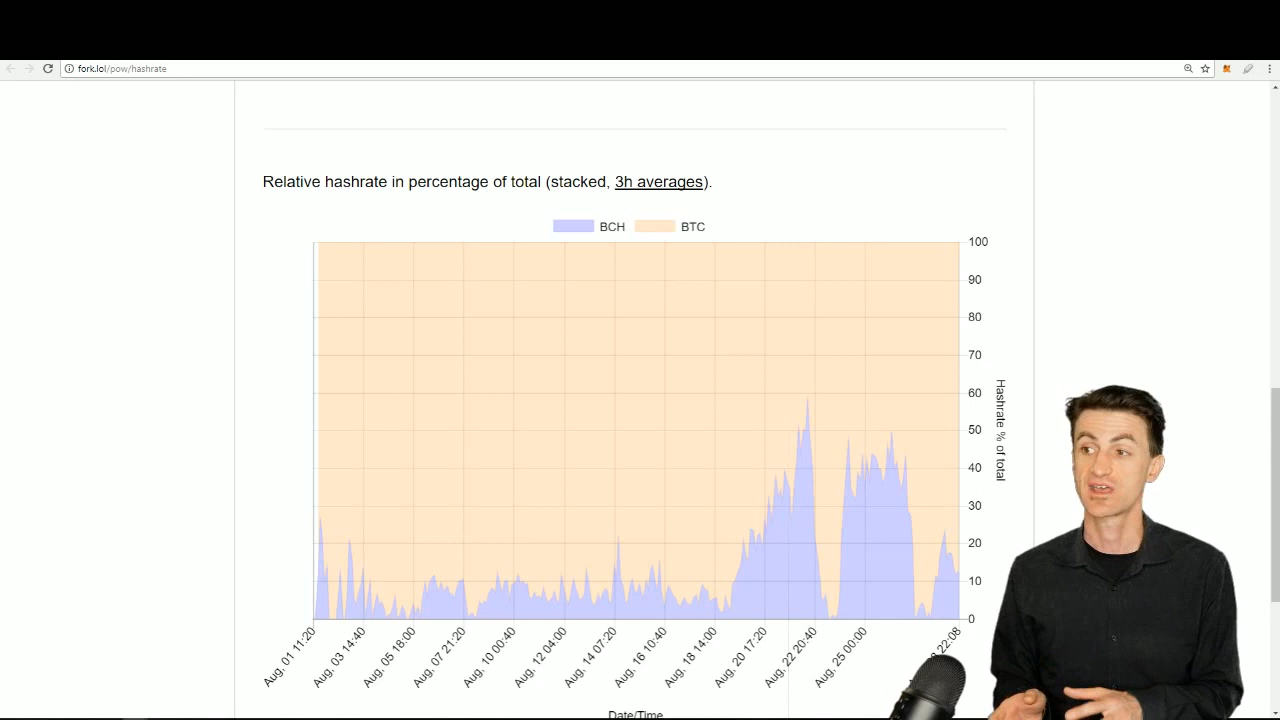 fork.lol/pow/hashrate
Relative hashrate in percentage of total (stacked, 3h averages).
BCH BTC
100
90
80
70
60
50
40
30
20
10
0
Hashrate % of total
Aug. 01 11:20
Aug. 03 14:40
Aug. 05 18:00
Aug. 07 21:20
Aug. 10 00:40
Aug. 12 04:00
Aug. 14 07:20
Aug. 16 10:40
Aug. 18 14:00
Aug. 20 17:20
Aug. 22 20:40
Aug. 25 00:00
22:08
Date/Time